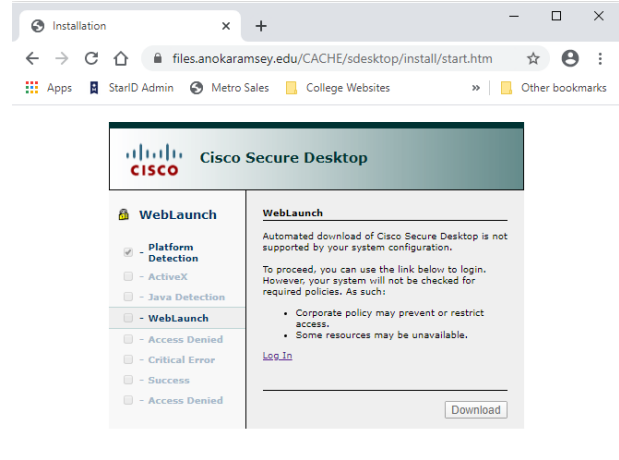 Installation
files.anokaramsey.edu/CACHE/sdesktop/install/start.htm
Apps StarID Admin Metro Sales College Websites » Other bookmarks
CISCO
Cisco Secure Desktop
WebLaunch
- Platform
Detection
- ActiveX
- Java Detection
- WebLaunch
- Access Denied
- Critical Error
- Success
- Access Denied
WebLaunch
Automated download of Cisco Secure Desktop is not
supported by your system configuration.
To proceed, you can use the link below to login.
However, your system will not be checked for
required policies. As such:
• Corporate policy may prevent or restrict
access.
• Some resources may be unavailable.
Log In
Download